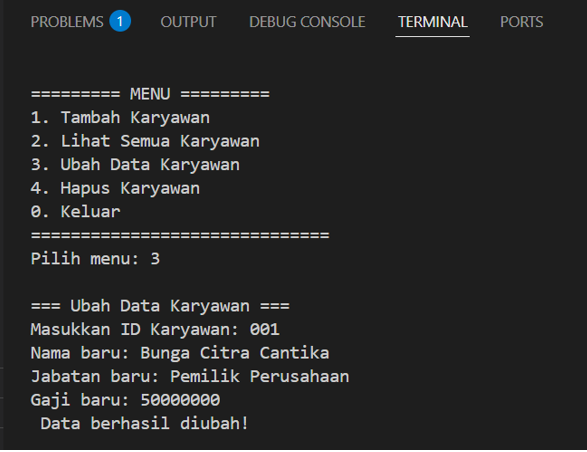 PROBLEMS 1 OUTPUT DEBUG CONSOLE TERMINAL PORTS
========= MENU =========
1. Tambah Karyawan
2. Lihat Semua Karyawan
3. Ubah Data Karyawan
4. Hapus Karyawan
0. Keluar
==============================
Pilih menu: 3
=== Ubah Data Karyawan ===
Masukkan ID Karyawan: 001
Nama baru: Bunga Citra Cantika
Jabatan baru: Pemilik Perusahaan
Gaji baru: 50000000
Data berhasil diubah!